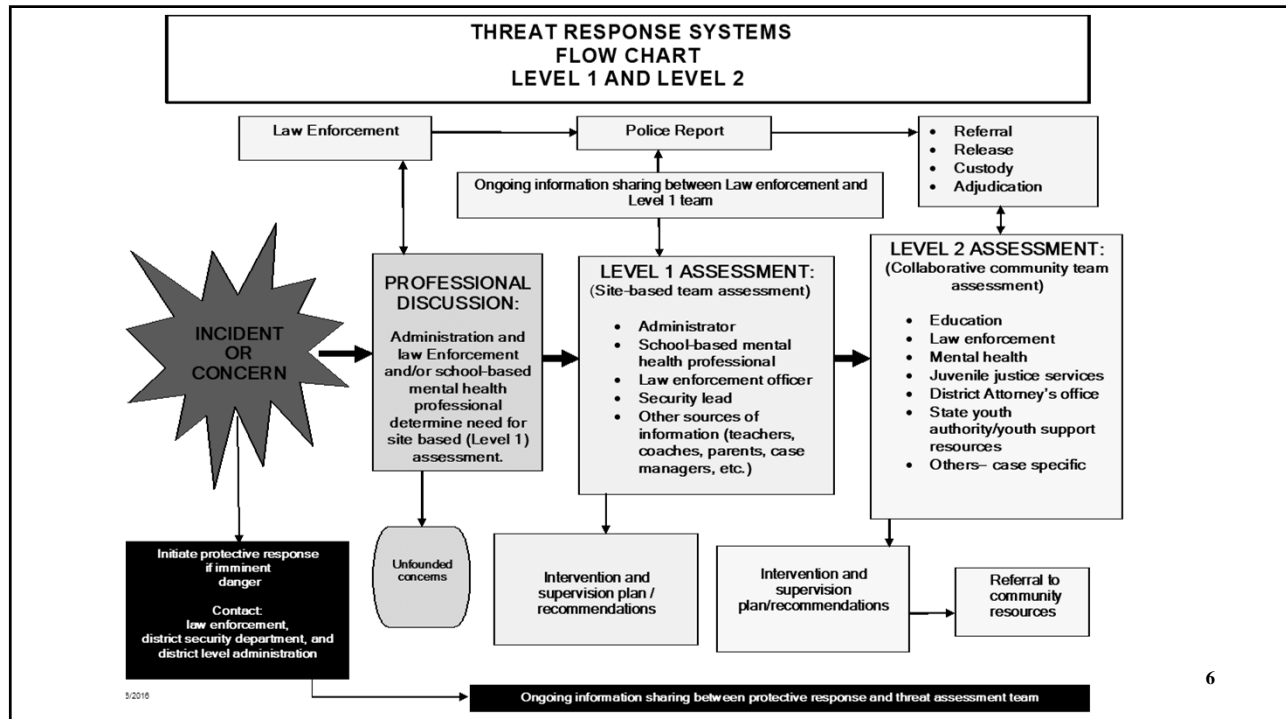 THREAT RESPONSE SYSTEMS
FLOW CHART
LEVEL 1 AND LEVEL 2
Law Enforcement
Police Report
• Referral
• Release
• Custody
• Adjudication
Ongoing information sharing between Law enforcement and
Level 1 team
INCIDENT
OR
CONCERN
PROFESSIONAL
DISCUSSION:
Administration and
law Enforcement
and/or school-based
mental health
professional
determine need for
site based (Level 1)
assessment.
LEVEL 1 ASSESSMENT:
(Site-based team assessment)
• Administrator
• School-based mental
health professional
• Law enforcement officer
• Security lead
• Other sources of
information (teachers,
coaches, parents, case
managers, etc.)
LEVEL 2 ASSESSMENT:
(Collaborative community team
assessment)
• Education
• Law enforcement
• Mental health
• Juvenile justice services
• District Attorney's office
• State youth
authority/youth support
resources
• Others– case specific
Initiate protective response
if imminent
danger
Contact:
law enforcement,
district security department, and
district level administration
Unfounded
concerns
Intervention and
supervision plan /
recommendations
Intervention and
supervision
plan/recommendations
Referral to
community
resources
5/2016
Ongoing information sharing between protective response and threat assessment team
6